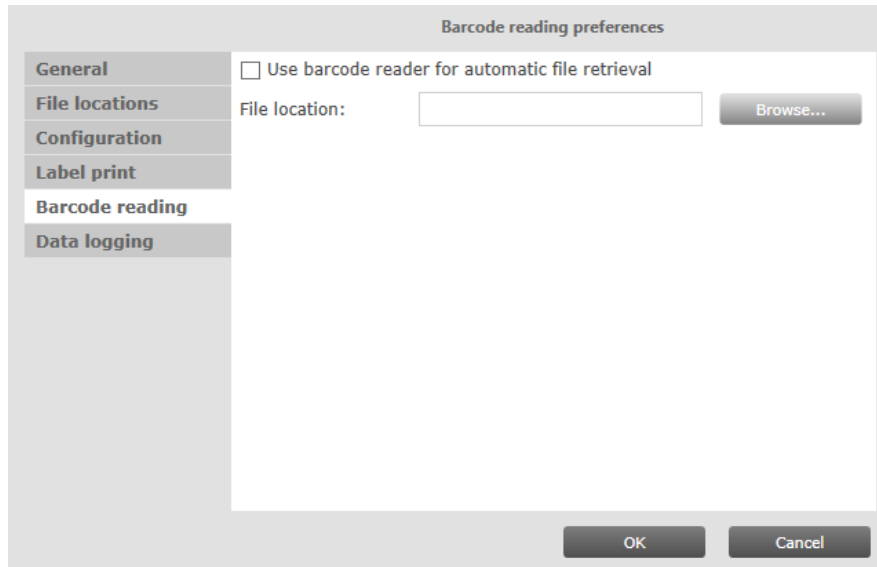 Barcode reading preferences
General
File locations
Configuration
Label print
Barcode reading
Data logging
Use barcode reader for automatic file retrieval
File location:
Browse...
OK
Cancel